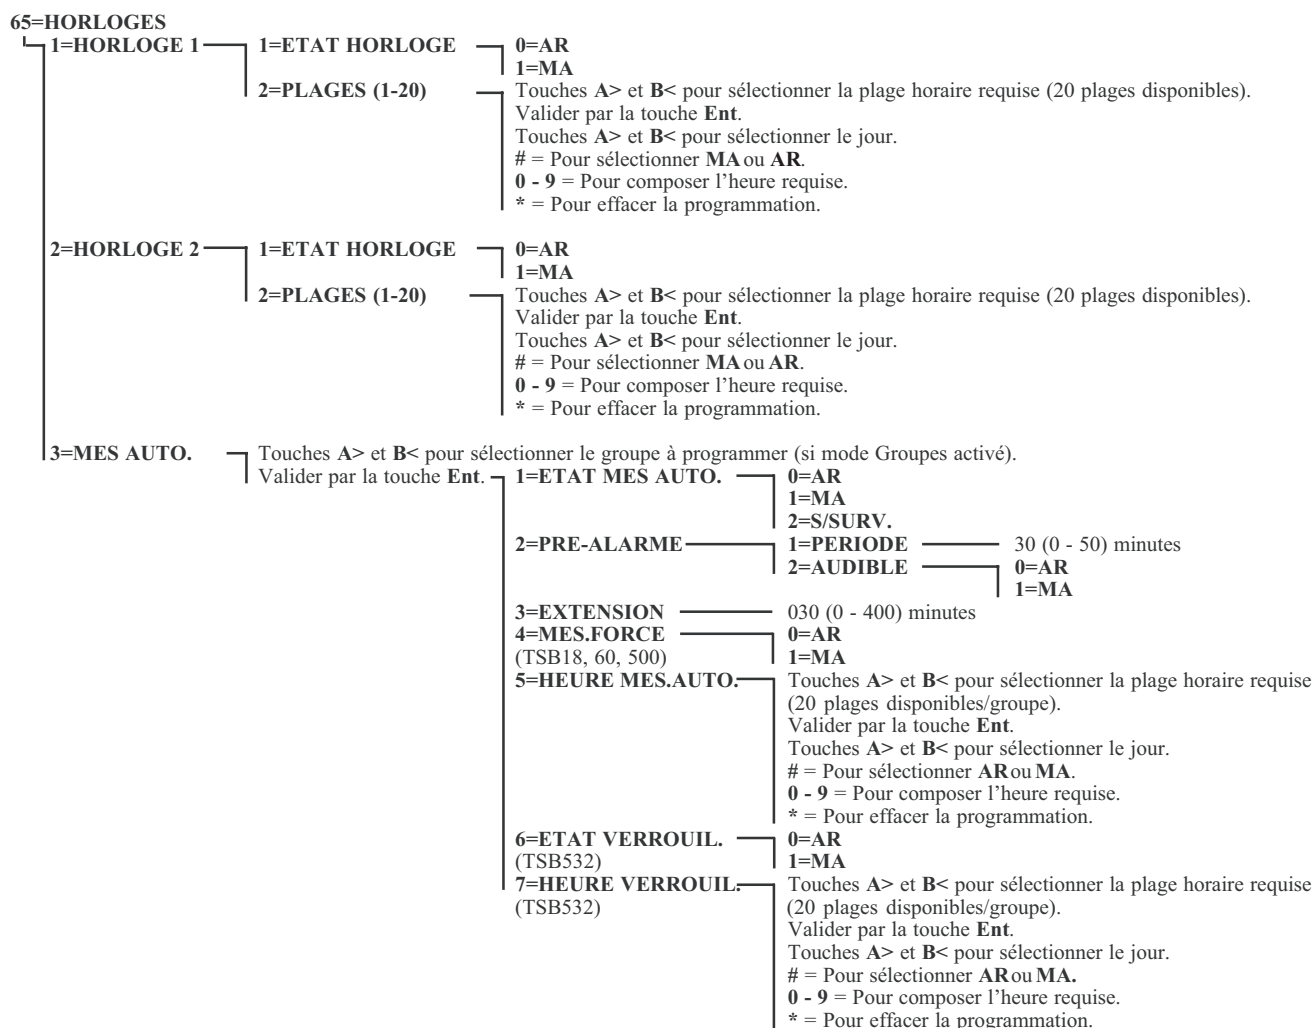 65=HORLOGES
1=HORLOGE 1 1=ETAT HORLOGE 0=AR
1=MA
2=PLAGES (1-20) Touches A> et B< pour sélectionner la plage horaire requise (20 plages disponibles).
Valider par la touche Ent.
Touches A> et B< pour sélectionner le jour.
# = Pour sélectionner MA ou AR.
0 - 9 = Pour composer l’heure requise.
* = Pour effacer la programmation.
2=HORLOGE 2 1=ETAT HORLOGE 0=AR
1=MA
2=PLAGES (1-20) Touches A> et B< pour sélectionner la plage horaire requise (20 plages disponibles).
Valider par la touche Ent.
Touches A> et B< pour sélectionner le jour.
# = Pour sélectionner MA ou AR.
0 - 9 = Pour composer l’heure requise.
* = Pour effacer la programmation.
3=MES AUTO. Touches A> et B< pour sélectionner le groupe à programmer (si mode Groupes activé).
Valider par la touche Ent. 1=ETAT MES AUTO. 0=AR
1=MA
2=S/SURV.
2=PRE-ALARME 1=PERIODE 30 (0 - 50) minutes
2=AUDIBLE 0=AR
1=MA
3=EXTENSION 030 (0 - 400) minutes
4=MES.FORCE 0=AR
(TSB18, 60, 500) 1=MA
5=HEURE MES.AUTO. Touches A> et B< pour sélectionner la plage horaire requise
(20 plages disponibles/groupe).
Valider par la touche Ent.
Touches A> et B< pour sélectionner le jour.
# = Pour sélectionner AR ou MA.
0 - 9 = Pour composer l’heure requise.
* = Pour effacer la programmation.
6=ETAT VERROUIL. 0=AR
(TSB532) 1=MA
7=HEURE VERROUIL. Touches A> et B< pour sélectionner la plage horaire requise
(TSB532) (20 plages disponibles/groupe).
Valider par la touche Ent.
Touches A> et B< pour sélectionner le jour.
# = Pour sélectionner AR ou MA.
0 - 9 = Pour composer l’heure requise.
* = Pour effacer la programmation.